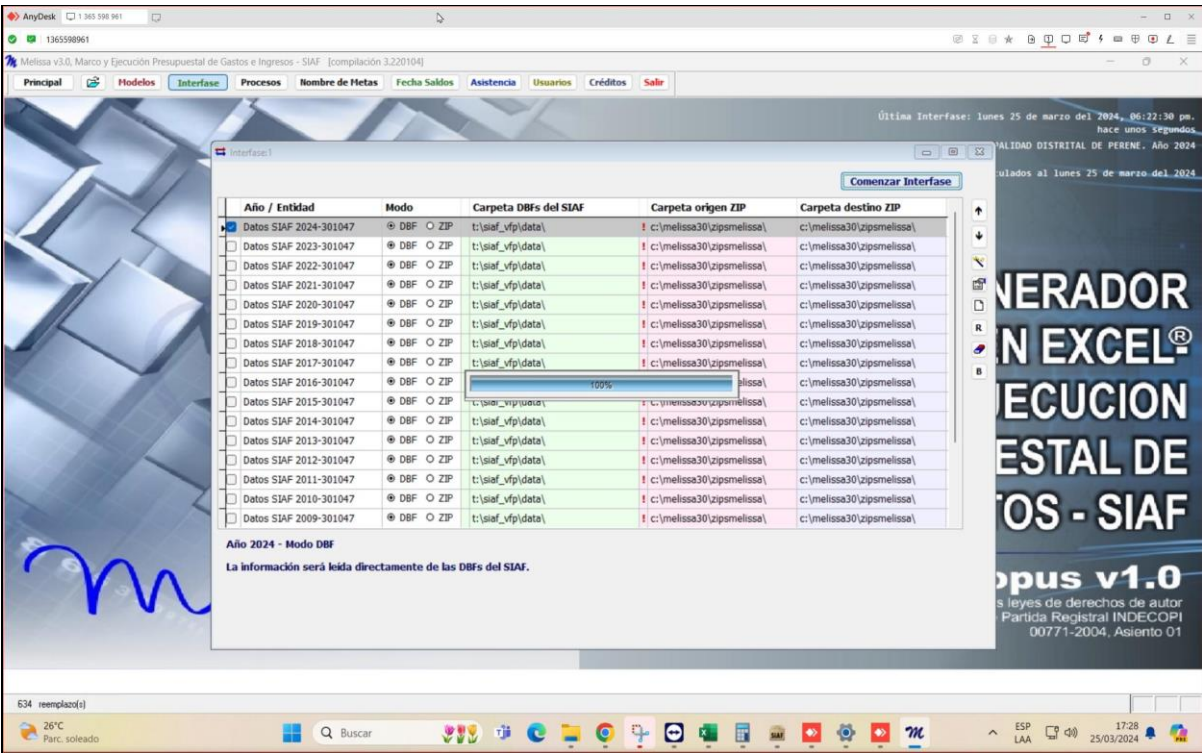 AnyDesk 1 365 598 961
1365598961
Melissa v3.0, Marco y Ejecución Presupuestal de Gastos e Ingresos - SIAF [compilación 3.220104]
Principal Modelos Interfase Procesos Nombre de Metas Fecha Saldos Asistencia Usuarios Créditos Salir
Última Interfase: lunes 25 de marzo del 2024, 06:22:30 pm.
hace unos segundos
PALIDAD DISTRITAL DE PERENE. Año 2024
culados al lunes 25 de marzo del 2024
Interfase:1
Comenzar Interfase
Año / Entidad Modo Carpeta DBFs del SIAF Carpeta origen ZIP Carpeta destino ZIP
Datos SIAF 2024-301047 DBF ZIP t:\siaf_vfp\data\ ! c:\melissa30\zipsmelissa\ c:\melissa30\zipsmelissa\
Datos SIAF 2023-301047 DBF ZIP t:\siaf_vfp\data\ ! c:\melissa30\zipsmelissa\ c:\melissa30\zipsmelissa\
Datos SIAF 2022-301047 DBF ZIP t:\siaf_vfp\data\ ! c:\melissa30\zipsmelissa\ c:\melissa30\zipsmelissa\
Datos SIAF 2021-301047 DBF ZIP t:\siaf_vfp\data\ ! c:\melissa30\zipsmelissa\ c:\melissa30\zipsmelissa\
Datos SIAF 2020-301047 DBF ZIP t:\siaf_vfp\data\ ! c:\melissa30\zipsmelissa\ c:\melissa30\zipsmelissa\
Datos SIAF 2019-301047 DBF ZIP t:\siaf_vfp\data\ ! c:\melissa30\zipsmelissa\ c:\melissa30\zipsmelissa\
Datos SIAF 2018-301047 DBF ZIP t:\siaf_vfp\data\ ! c:\melissa30\zipsmelissa\ c:\melissa30\zipsmelissa\
Datos SIAF 2017-301047 DBF ZIP t:\siaf_vfp\data\ ! c:\melissa30\zipsmelissa\ c:\melissa30\zipsmelissa\
Datos SIAF 2016-301047 DBF ZIP 100% elissa\ c:\melissa30\zipsmelissa\
Datos SIAF 2015-301047 DBF ZIP t:\siaf_vfp\data\ ! c:\melissa30\zipsmelissa\ c:\melissa30\zipsmelissa\
Datos SIAF 2014-301047 DBF ZIP t:\siaf_vfp\data\ ! c:\melissa30\zipsmelissa\ c:\melissa30\zipsmelissa\
Datos SIAF 2013-301047 DBF ZIP t:\siaf_vfp\data\ ! c:\melissa30\zipsmelissa\ c:\melissa30\zipsmelissa\
Datos SIAF 2012-301047 DBF ZIP t:\siaf_vfp\data\ ! c:\melissa30\zipsmelissa\ c:\melissa30\zipsmelissa\
Datos SIAF 2011-301047 DBF ZIP t:\siaf_vfp\data\ ! c:\melissa30\zipsmelissa\ c:\melissa30\zipsmelissa\
Datos SIAF 2010-301047 DBF ZIP t:\siaf_vfp\data\ ! c:\melissa30\zipsmelissa\ c:\melissa30\zipsmelissa\
Datos SIAF 2009-301047 DBF ZIP t:\siaf_vfp\data\ ! c:\melissa30\zipsmelissa\ c:\melissa30\zipsmelissa\
R
B
Año 2024 - Modo DBF
La información será leída directamente de las DBFs del SIAF.
NERADOR
EN EXCEL®
JECUCION
ESTAL DE
TOS - SIAF
opus v1.0
s leyes de derechos de autor
Partida Registral INDECOPI
00771-2004, Asiento 01
634 reemplazo(s)
26°C
Parc. soleado
Buscar
SIAF
ESP
LAA
17:28
25/03/2024
PRE